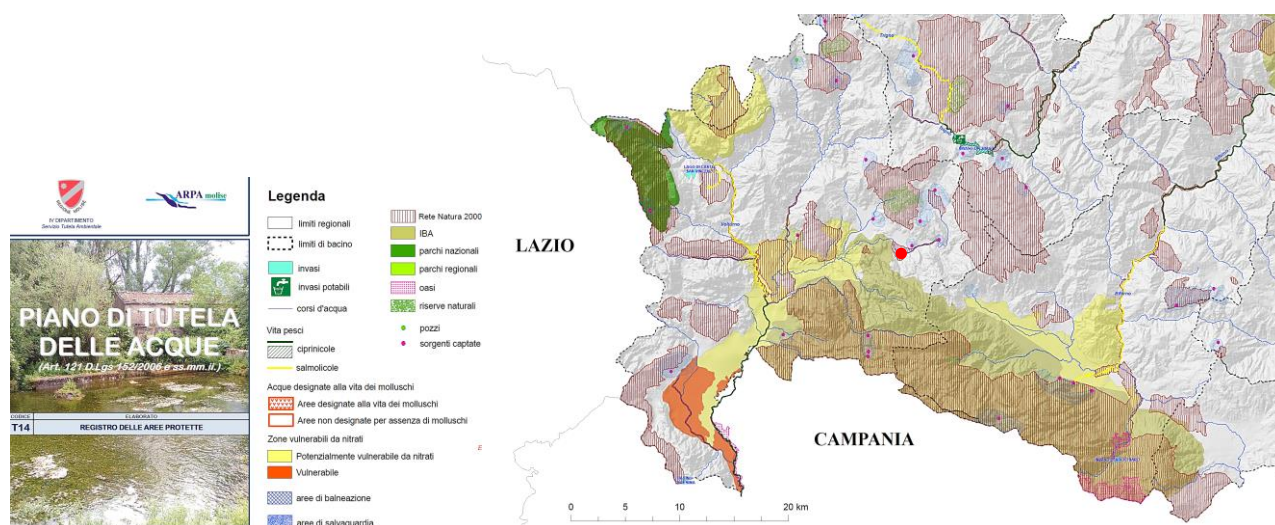 REGIONE MOLISE
ARPA molise
IV DIPARTIMENTO
Servizio Tutela Ambientale
PIANO DI TUTELA
DELLE ACQUE
(Art. 121 D.Lgs 152/2006 e ss.mm.ii.)
CODICE
ELABORATO
T14
REGISTRO DELLE AREE PROTETTE
Legenda
limiti regionali
limiti di bacino
invasi
invasi potabili
corsi d'acqua
Vita pesci
ciprinicole
salmolicole
Acque designate alla vita dei molluschi
Aree designate alla vita dei molluschi
Aree non designate per assenza di molluschi
Zone vulnerabili da nitrati
Potenzialmente vulnerabile da nitrati
Vulnerabile
aree di balneazione
aree di salvaguardia
Rete Natura 2000
IBA
parchi nazionali
parchi regionali
oasi
riserve naturali
pozzi
sorgenti captate
LAZIO
CAMPANIA
Trigno
Volturno
E
0 5 10 20 km